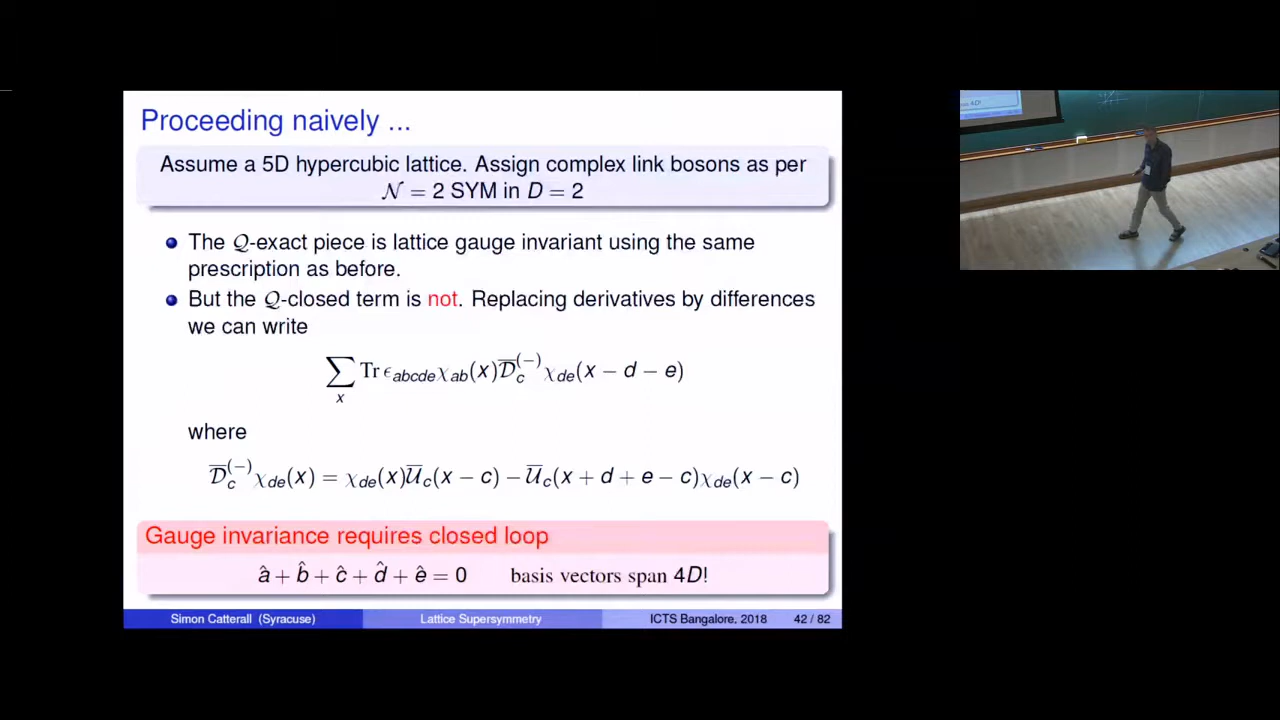 Proceeding naively ...
Assume a 5D hypercubic lattice. Assign complex link bosons as per
𝒩 = 2 SYM in D = 2
The 𝒬-exact piece is lattice gauge invariant using the same
prescription as before.
But the 𝒬-closed term is not. Replacing derivatives by differences
we can write
∑_x Tr ϵ_{abcde} χ_{ab}(x) 𝒟̅_c^{(−)} χ_{de}(x − d − e)
where
𝒟̅_c^{(−)} χ_{de}(x) = χ_{de}(x) 𝒰̅_c(x − c) − 𝒰̅_c(x + d + e − c) χ_{de}(x − c)
Gauge invariance requires closed loop
â + b̂ + ĉ + d̂ + ê = 0 basis vectors span 4D!
Simon Catterall (Syracuse) Lattice Supersymmetry ICTS Bangalore, 2018 42 / 82